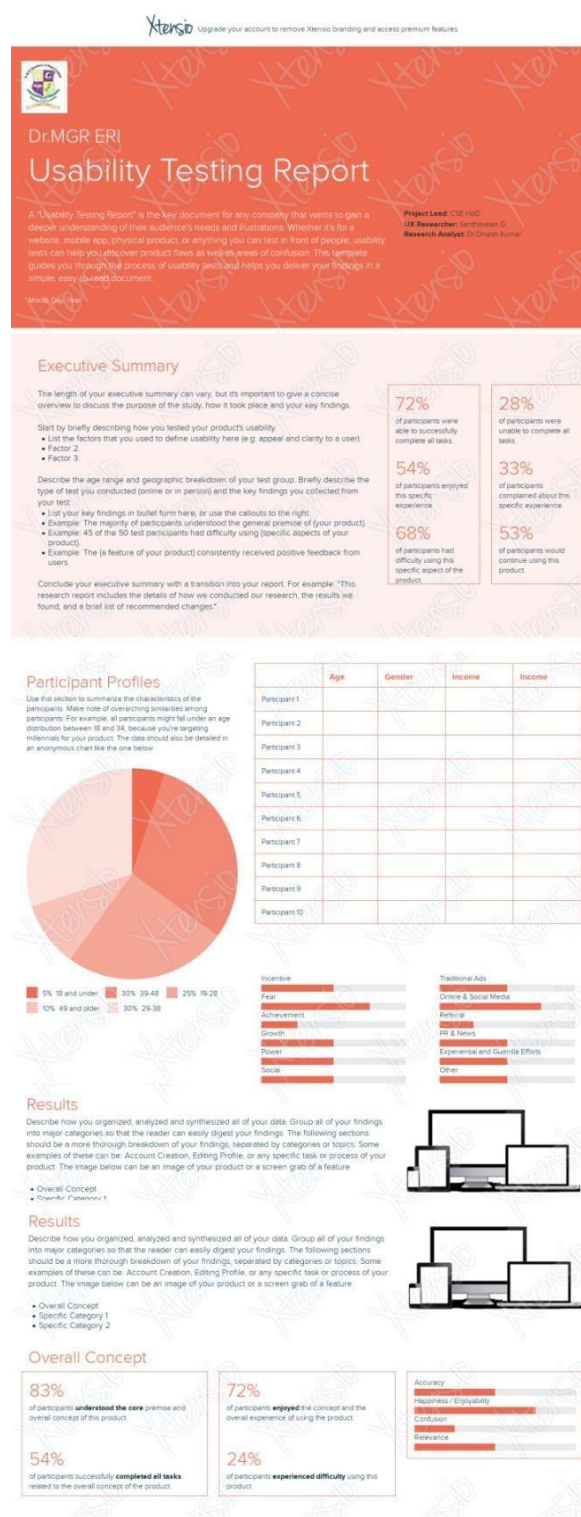 Xtensio Upgrade your account to remove Xtensio branding and access premium features.
Dr.MGR ERI
Usability Testing Report
A "Usability Testing Report" is the key document for any company that wants to gain a
deeper understanding of their audience's needs and frustrations. Whether it's for a
website, mobile app, physical product, or anything you can test in front of people, usability
tests can help you discover product flaws as well as areas of confusion. This template
guides you through the process of usability tests and helps you deliver your findings in a
simple, easy-to-read document.
Month Day, Year
Project Lead: CSE HoD
UX Researcher: Senthilvelan G
Research Analyst: Dr.Dinesh Kumar
Executive Summary
The length of your executive summary can vary, but it's important to give a concise
overview to discuss the purpose of the study, how it took place and your key findings.
Start by briefly describing how you tested your product's usability.
• List the factors that you used to define usability here (e.g. appeal and clarity to a user).
• Factor 2.
• Factor 3.
Describe the age range and geographic breakdown of your test group. Briefly describe the
type of test you conducted (online or in person) and the key findings you collected from
your test.
• List your key findings in bullet form here, or use the callouts to the right.
• Example: The majority of participants understood the general premise of {your product}.
• Example: 45 of the 50 test participants had difficulty using {specific aspects of your
product}.
• Example: The {a feature of your product} consistently received positive feedback from
users.
Conclude your executive summary with a transition into your report. For example: "This
research report includes the details of how we conducted our research, the results we
found, and a brief list of recommended changes."
72%
of participants were
able to successfully
complete all tasks.
54%
of participants enjoyed
this specific
experience.
68%
of participants had
difficulty using this
specific aspect of the
product.
28%
of participants were
unable to complete all
tasks.
33%
of participants
complained about this
specific experience.
53%
of participants would
continue using this
product.
Participant Profiles
Use this section to summarize the characteristics of the
participants. Make note of overarching similarities among
participants. For example, all participants might fall under an age
distribution between 18 and 34, because you're targeting
millennials for your product. The data should also be detailed in
an anonymous chart like the one below.
5% 18 and under 30% 39-48 25% 19-28
10% 49 and older 30% 29-38
Age Gender Income Income
Participant 1
Participant 2
Participant 3
Participant 4
Participant 5
Participant 6
Participant 7
Participant 8
Participant 9
Participant 10
Incentive
Fear
Achievement
Growth
Power
Social
Traditional Ads
Online & Social Media
Referral
PR & News
Experiential and Guerilla Efforts
Other
Results
Describe how you organized, analyzed and synthesized all of your data. Group all of your findings
into major categories so that the reader can easily digest your findings. The following sections
should be a more thorough breakdown of your findings, separated by categories or topics. Some
examples of these can be: Account Creation, Editing Profile, or any specific task or process of your
product. The image below can be an image of your product or a screen grab of a feature.
• Overall Concept
• Specific Category 1
Results
Describe how you organized, analyzed and synthesized all of your data. Group all of your findings
into major categories so that the reader can easily digest your findings. The following sections
should be a more thorough breakdown of your findings, separated by categories or topics. Some
examples of these can be: Account Creation, Editing Profile, or any specific task or process of your
product. The image below can be an image of your product or a screen grab of a feature.
• Overall Concept
• Specific Category 1
• Specific Category 2
Overall Concept
83%
of participants understood the core premise and
overall concept of this product.
54%
of participants successfully completed all tasks
related to the overall concept of the product.
72%
of participants enjoyed the concept and the
overall experience of using the product.
24%
of participants experienced difficulty using this
product.
Accuracy
Happiness / Enjoyability
Confusion
Relevance